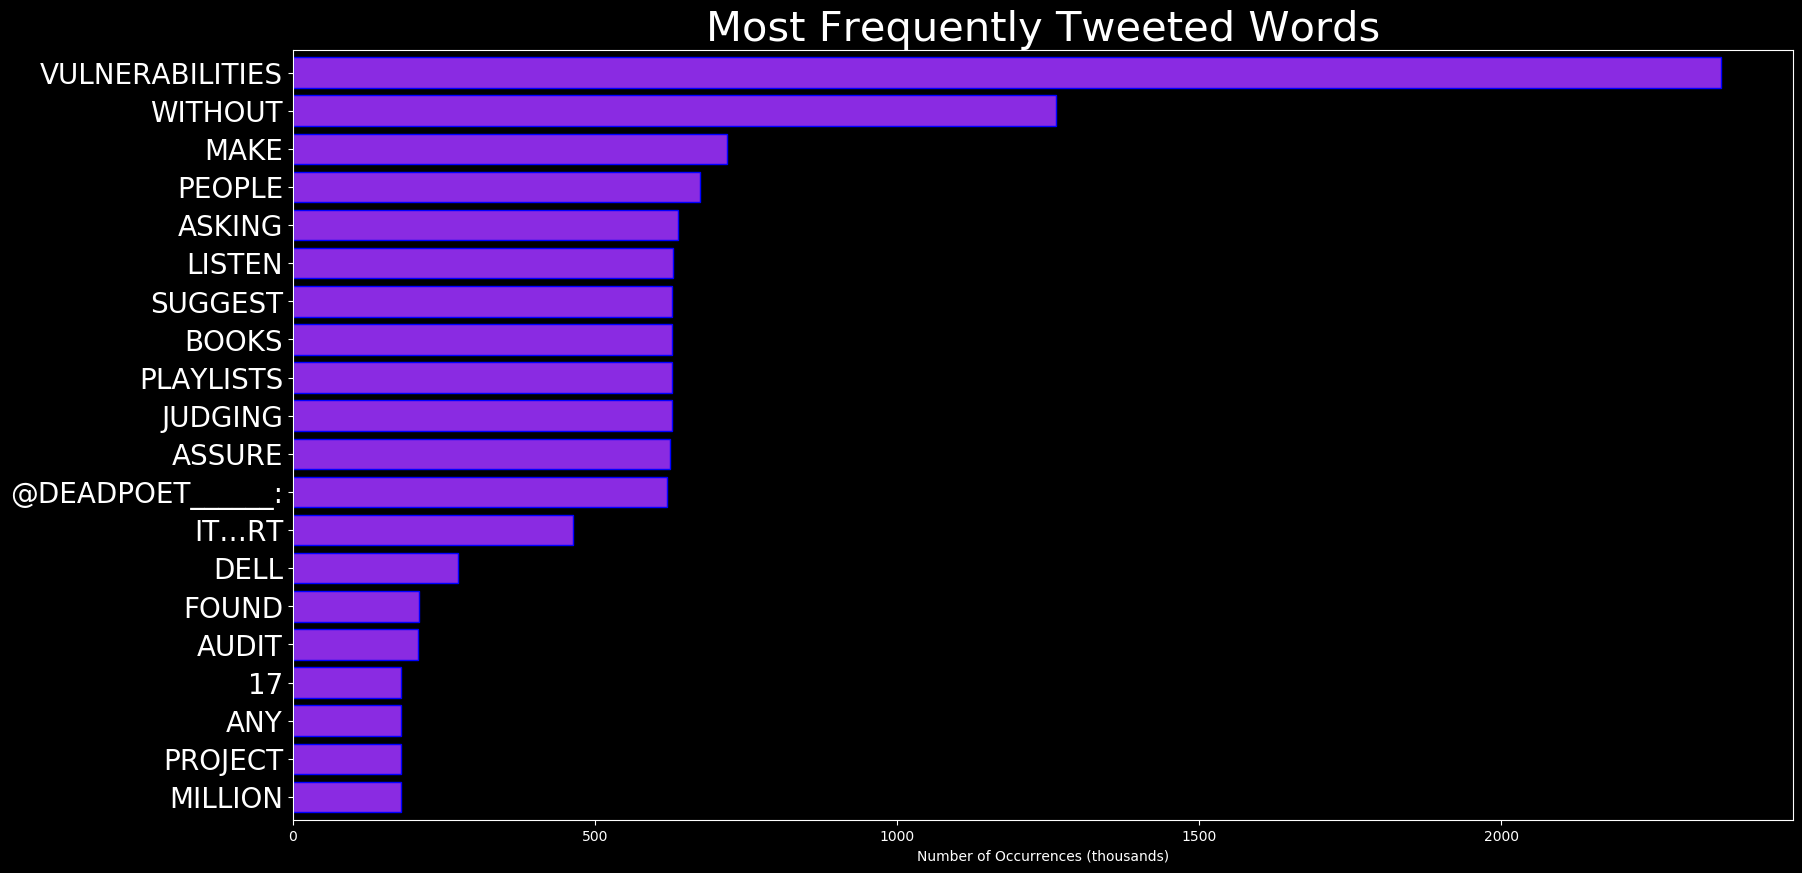 Most Frequently Tweeted Words
VULNERABILITIES
WITHOUT
MAKE
PEOPLE
ASKING
LISTEN
SUGGEST
BOOKS
PLAYLISTS
JUDGING
ASSURE
@DEADPOET______:
IT…RT
DELL
FOUND
AUDIT
17
ANY
PROJECT
MILLION
0 500 1000 1500 2000
Number of Occurrences (thousands)